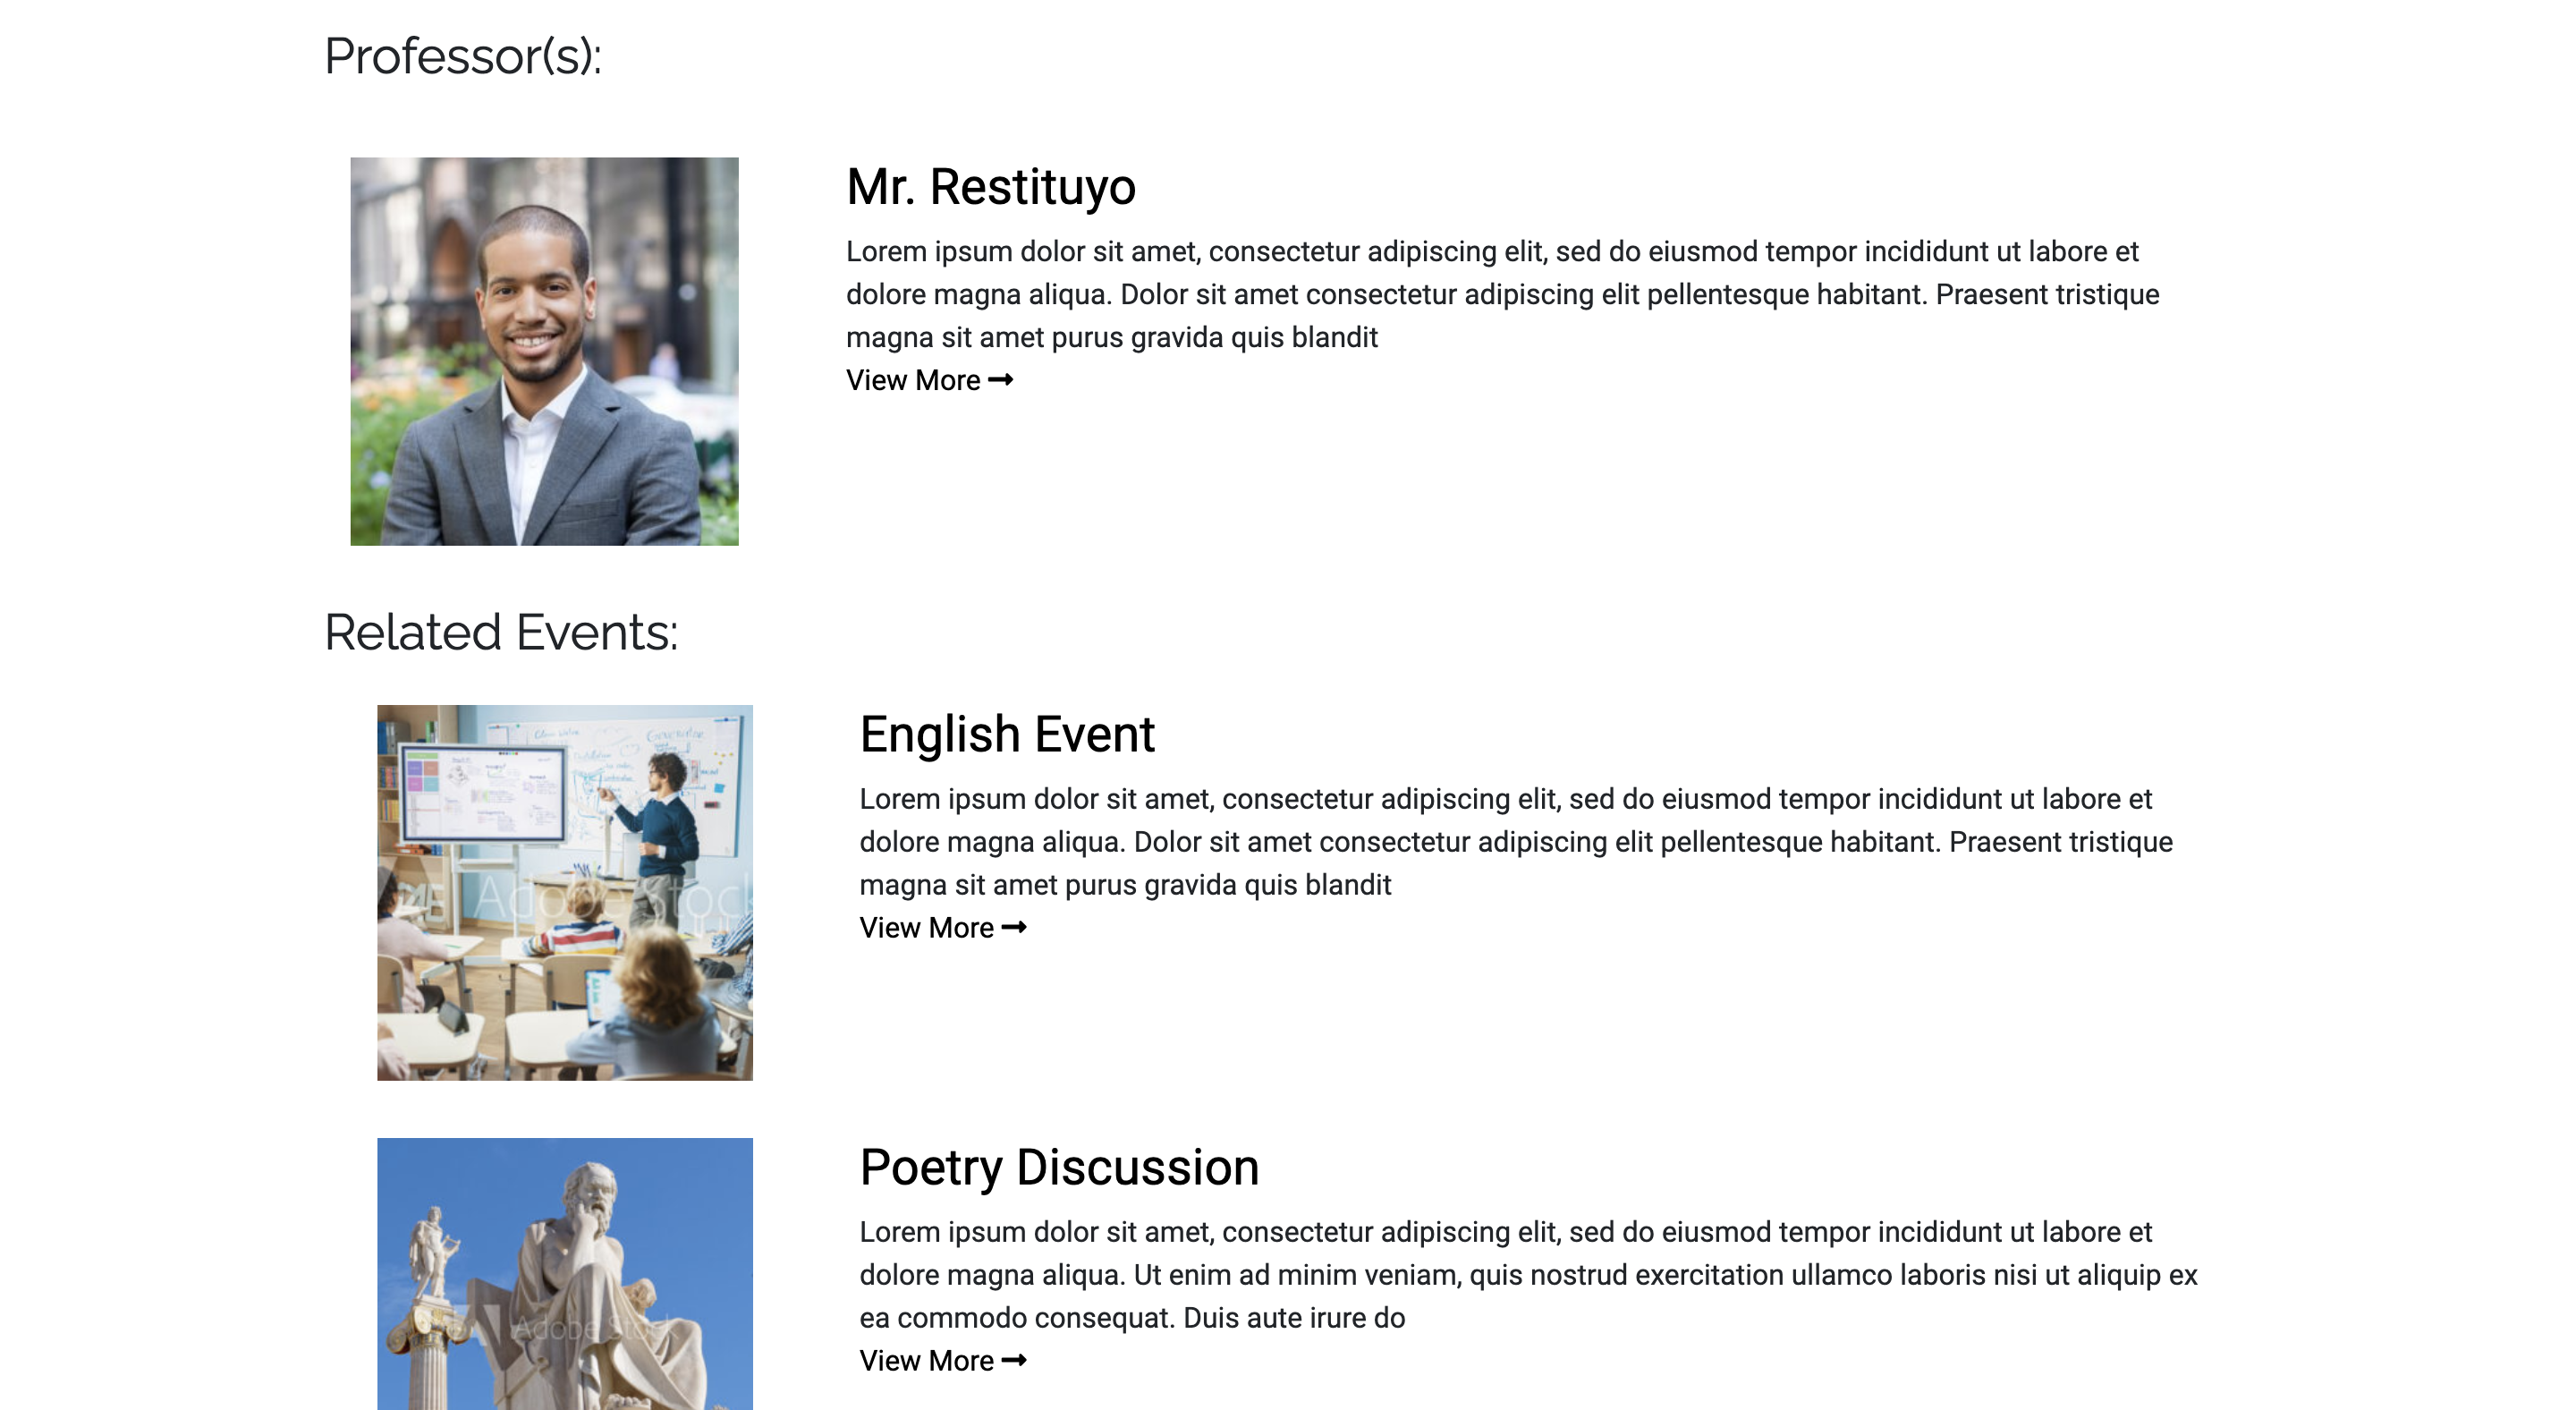 Professor(s):
Mr. Restituyo
Lorem ipsum dolor sit amet, consectetur adipiscing elit, sed do eiusmod tempor incididunt ut labore et
dolore magna aliqua. Dolor sit amet consectetur adipiscing elit pellentesque habitant. Praesent tristique
magna sit amet purus gravida quis blandit
View More
Related Events:
Adobe Stock
English Event
Lorem ipsum dolor sit amet, consectetur adipiscing elit, sed do eiusmod tempor incididunt ut labore et
dolore magna aliqua. Dolor sit amet consectetur adipiscing elit pellentesque habitant. Praesent tristique
magna sit amet purus gravida quis blandit
View More
Adobe Stock
Poetry Discussion
Lorem ipsum dolor sit amet, consectetur adipiscing elit, sed do eiusmod tempor incididunt ut labore et
dolore magna aliqua. Ut enim ad minim veniam, quis nostrud exercitation ullamco laboris nisi ut aliquip ex
ea commodo consequat. Duis aute irure do
View More